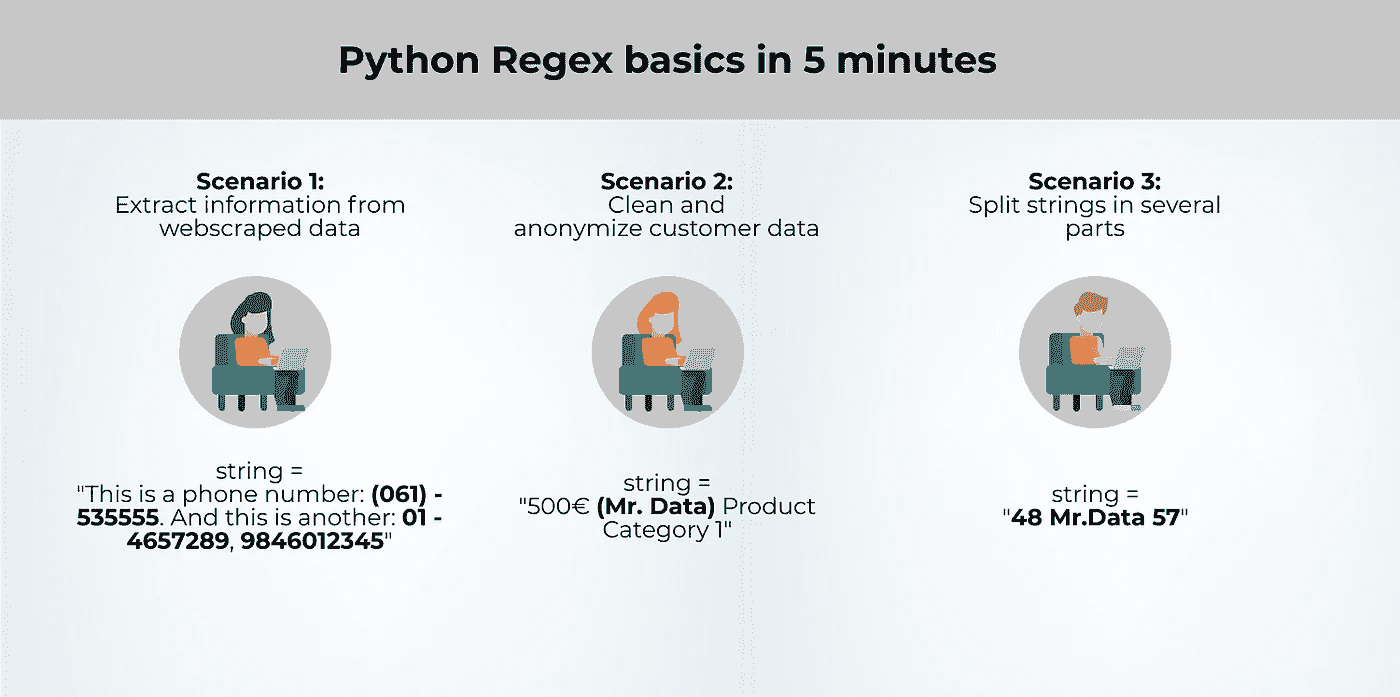 Python Regex basics in 5 minutes
Scenario 1:
Extract information from
webscraped data
string =
"This is a phone number: (061) -
535555. And this is another: 01 -
4657289, 9846012345"
Scenario 2:
Clean and
anonymize customer data
string =
"500€ (Mr. Data) Product
Category 1"
Scenario 3:
Split strings in several
parts
string =
"48 Mr.Data 57"